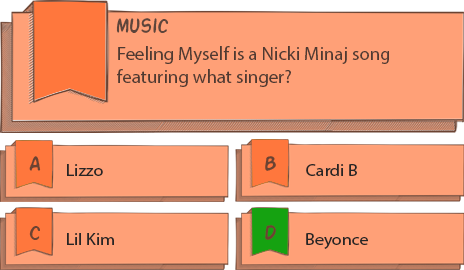 MUSIC
Feeling Myself is a Nicki Minaj song
featuring what singer?
A Lizzo
B Cardi B
C Lil Kim
D Beyonce